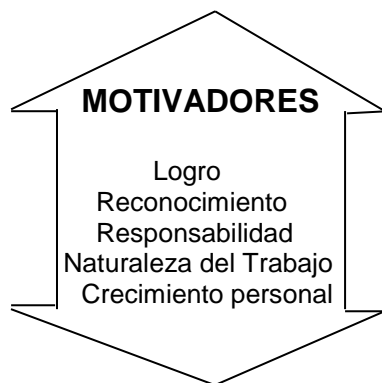 MOTIVADORES
Logro
Reconocimiento
Responsabilidad
Naturaleza del Trabajo
Crecimiento personal